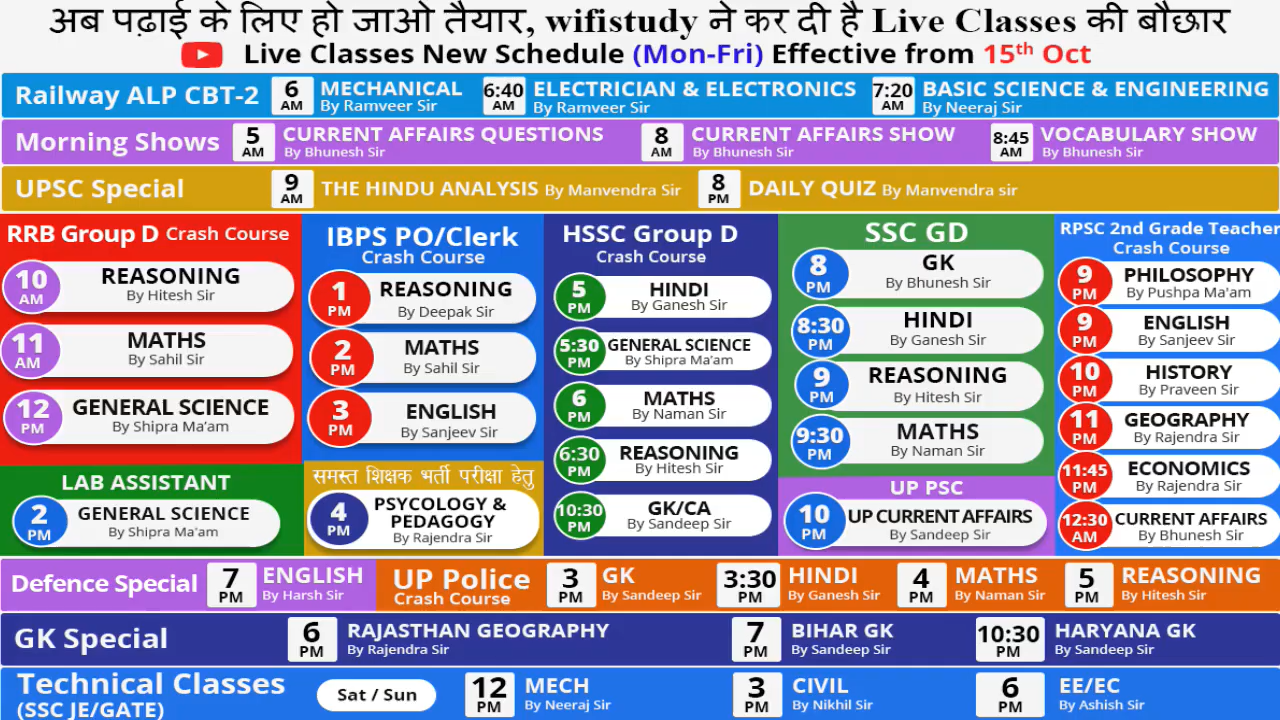 अब पढ़ाई के लिए हो जाओ तैयार, wifistudy ने कर दी है Live Classes की बौछार
Live Classes New Schedule (Mon-Fri) Effective from 15th Oct
Railway ALP CBT-2
6 AM MECHANICAL By Ramveer Sir
6:40 AM ELECTRICIAN & ELECTRONICS By Ramveer Sir
7:20 AM BASIC SCIENCE & ENGINEERING By Neeraj Sir
Morning Shows
5 AM CURRENT AFFAIRS QUESTIONS By Bhunesh Sir
8 AM CURRENT AFFAIRS SHOW By Bhunesh Sir
8:45 AM VOCABULARY SHOW By Bhunesh Sir
UPSC Special
9 AM THE HINDU ANALYSIS By Manvendra Sir
8 PM DAILY QUIZ By Manvendra sir
RRB Group D Crash Course
10 AM REASONING By Hitesh Sir
11 AM MATHS By Sahil Sir
12 PM GENERAL SCIENCE By Shipra Ma'am
LAB ASSISTANT
2 PM GENERAL SCIENCE By Shipra Ma'am
IBPS PO/Clerk
Crash Course
1 PM REASONING By Deepak Sir
2 PM MATHS By Sahil Sir
3 PM ENGLISH By Sanjeev Sir
समस्त शिक्षक भर्ती परीक्षा हेतु
4 PM PSYCOLOGY & PEDAGOGY By Rajendra Sir
HSSC Group D
Crash Course
5 PM HINDI By Ganesh Sir
5:30 PM GENERAL SCIENCE By Shipra Ma'am
6 PM MATHS By Naman Sir
6:30 PM REASONING By Hitesh Sir
10:30 PM GK/CA By Sandeep Sir
SSC GD
8 PM GK By Bhunesh Sir
8:30 PM HINDI By Ganesh Sir
9 PM REASONING By Hitesh Sir
9:30 PM MATHS By Naman Sir
UP PSC
10 PM UP CURRENT AFFAIRS By Sandeep Sir
RPSC 2nd Grade Teacher
Crash Course
9 PM PHILOSOPHY By Pushpa Ma'am
9 PM ENGLISH By Sanjeev Sir
10 PM HISTORY By Praveen Sir
11 PM GEOGRAPHY By Rajendra Sir
11:45 PM ECONOMICS By Rajendra Sir
12:30 AM CURRENT AFFAIRS By Bhunesh Sir
Defence Special
7 PM ENGLISH By Harsh Sir
UP Police
Crash Course
3 PM GK By Sandeep Sir
3:30 PM HINDI By Ganesh Sir
4 PM MATHS By Naman Sir
5 PM REASONING By Hitesh Sir
GK Special
6 PM RAJASTHAN GEOGRAPHY By Rajendra Sir
7 PM BIHAR GK By Sandeep Sir
10:30 PM HARYANA GK By Sandeep Sir
Technical Classes
(SSC JE/GATE)
Sat / Sun
12 PM MECH By Neeraj Sir
3 PM CIVIL By Nikhil Sir
6 PM EE/EC By Ashish Sir